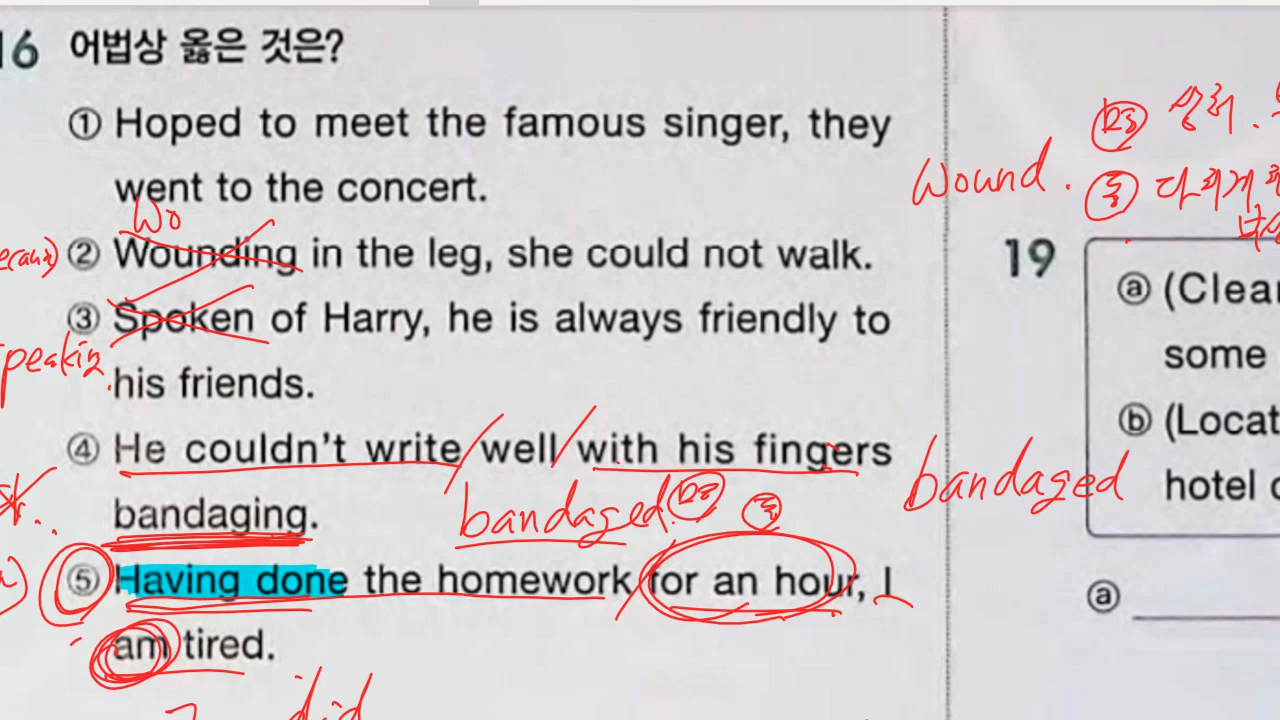 16 어법상 옳은 것은?
① Hoped to meet the famous singer, they
went to the concert.
Wo
② Wounding in the leg, she could not walk.
③ Spoken of Harry, he is always friendly to
his friends.
④ He couldn't write well with his fingers
bandaging.
bandaged.
⑤ Having done the homework for an hour, I
am tired.
did
wound.
bandaged
19
ⓐ (Clea
some
ⓑ (Locat
hotel
ⓐ